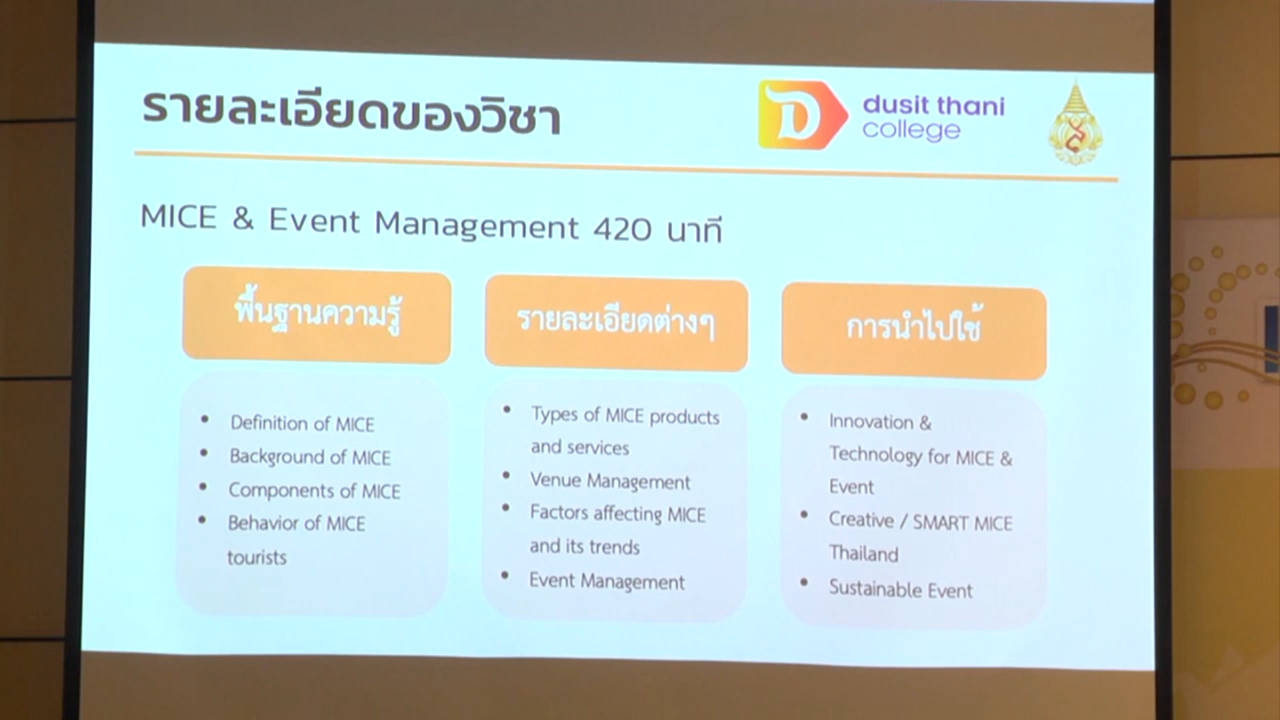 รายละเอียดของวิชา
dusit thani
college
MICE & Event Management 420 นาที
พื้นฐานความรู้
• Definition of MICE
• Background of MICE
• Components of MICE
• Behavior of MICE
tourists
รายละเอียดต่างๆ
• Types of MICE products
and services
• Venue Management
• Factors affecting MICE
and its trends
• Event Management
การนำไปใช้
• Innovation &
Technology for MICE &
Event
• Creative / SMART MICE
Thailand
• Sustainable Event